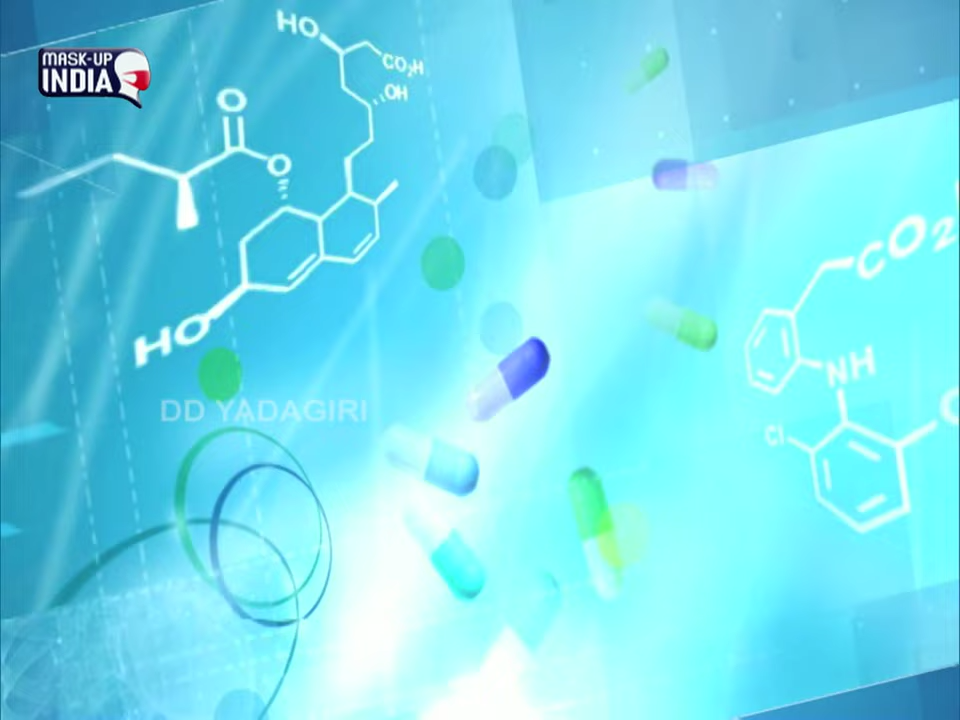 MASK-UP
INDIA
HO
CO₂H
OH
O
O
HO
DD YADAGIRI
CO₂
NH
Cl